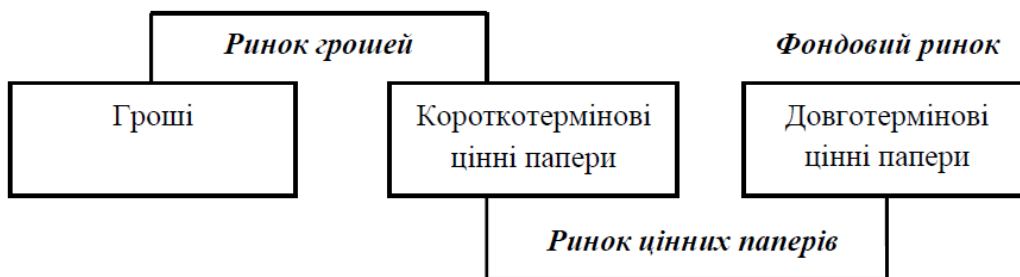 Ринок грошей
Фондовий ринок
Гроші
Короткотермінові
цінні папери
Довготермінові
цінні папери
Ринок цінних паперів